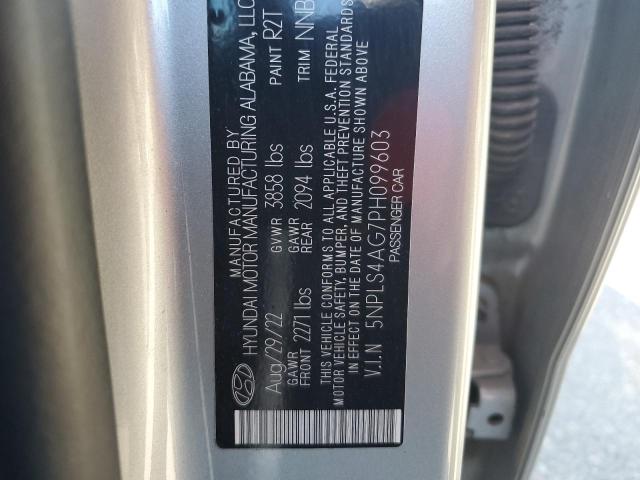 MANUFACTURED BY
HYUNDAI MOTOR MANUFACTURING ALABAMA, LLC
Aug/29/22 GVWR 3858 lbs PAINT R2T
GAWR FRONT 2271 lbs GAWR REAR 2094 lbs TRIM NNB
THIS VEHICLE CONFORMS TO ALL APPLICABLE U.S.A. FEDERAL
MOTOR VEHICLE SAFETY, BUMPER, AND THEFT PREVENTION STANDARDS
IN EFFECT ON THE DATE OF MANUFACTURE SHOWN ABOVE
V.I.N 5NPLS4AG7PH099603
PASSENGER CAR